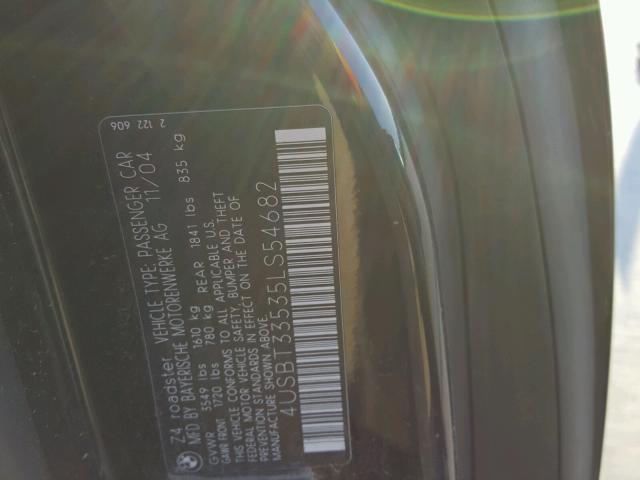 Z4 roadster VEHICLE TYPE: PASSENGER CAR
MFD BY BAYERISCHE MOTORENWERKE AG 11/04
GVWR 3549 lbs 1610 kg REAR 1841 lbs 835 kg
GAWR FRONT 1720 lbs 780 kg
THIS VEHICLE CONFORMS TO ALL APPLICABLE U.S.
FEDERAL MOTOR VEHICLE SAFETY, BUMPER AND THEFT
PREVENTION STANDARDS IN EFFECT ON THE DATE OF
MANUFACTURE SHOWN ABOVE.
4USBT33535LS54682
2 122 606